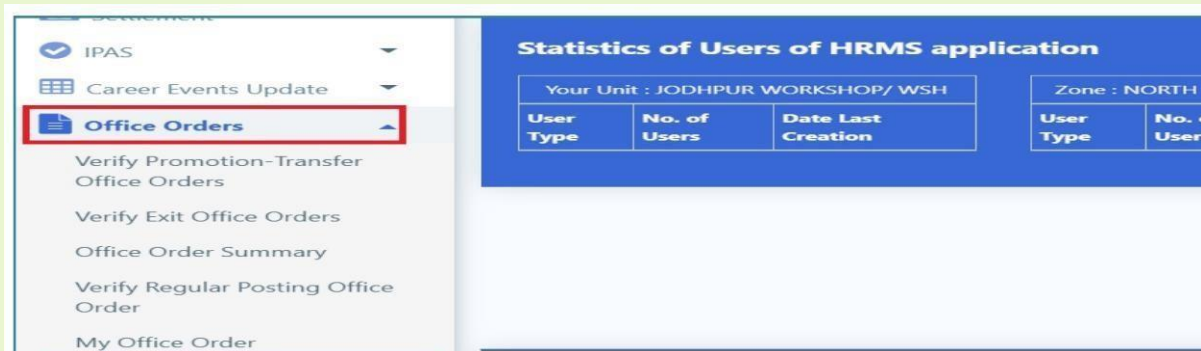 IPAS
Career Events Update
Office Orders
Verify Promotion-Transfer
Office Orders
Verify Exit Office Orders
Office Order Summary
Verify Regular Posting Office
Order
My Office Order
Statistics of Users of HRMS application
Your Unit : JODHPUR WORKSHOP/ WSH
User Type No. of Users Date Last Creation
Zone : NORTH
User Type No.